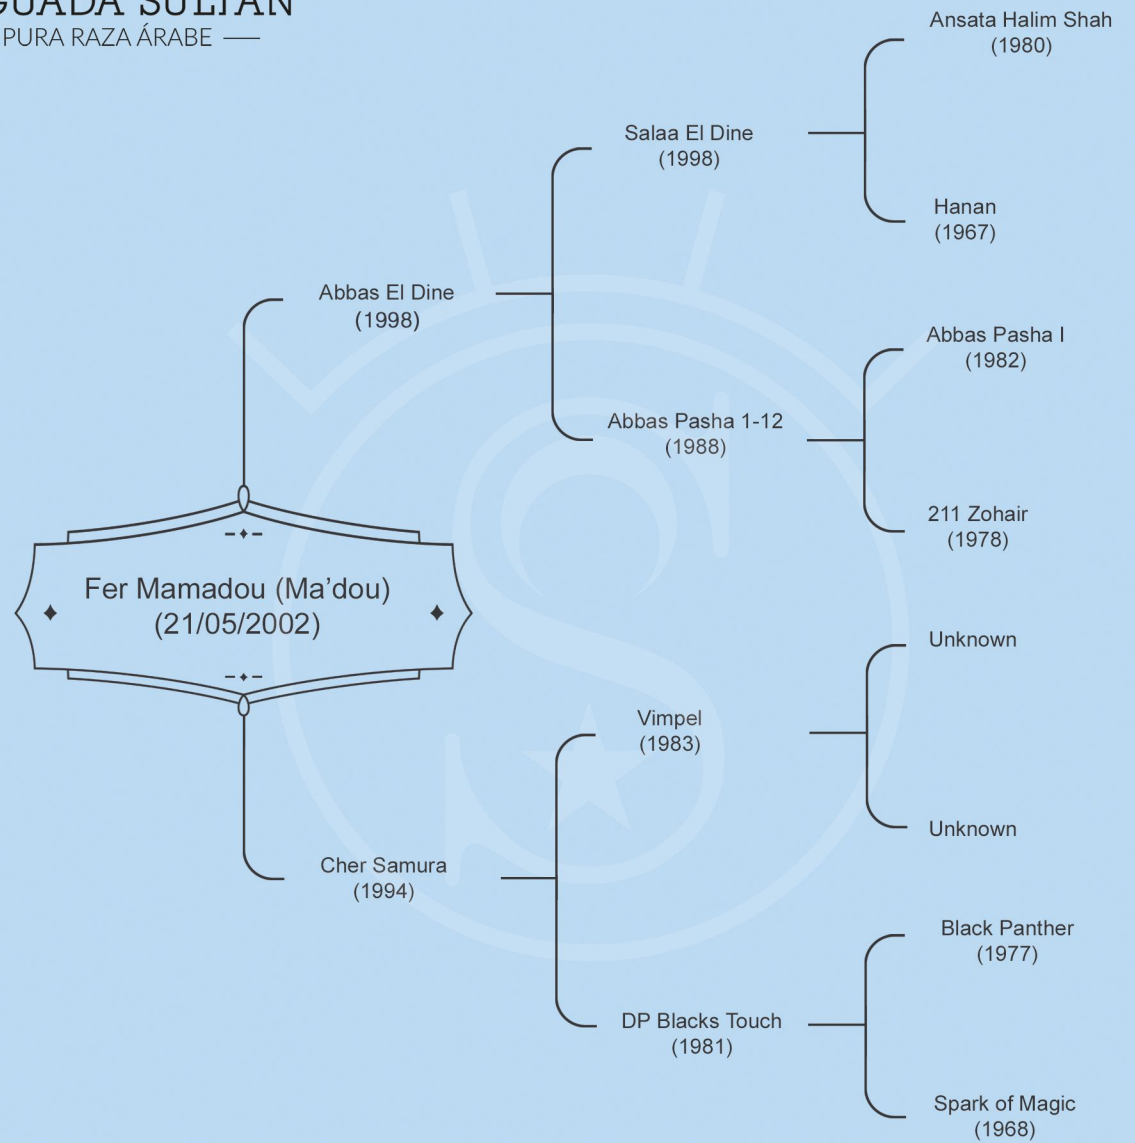 PURA RAZA ÁRABE
Ansata Halim Shah
(1980)
Salaa El Dine
(1998)
Hanan
(1967)
Abbas El Dine
(1998)
Abbas Pasha I
(1982)
Abbas Pasha 1-12
(1988)
211 Zohair
(1978)
Fer Mamadou (Ma’dou)
(21/05/2002)
Unknown
Vimpel
(1983)
Unknown
Cher Samura
(1994)
Black Panther
(1977)
DP Blacks Touch
(1981)
Spark of Magic
(1968)